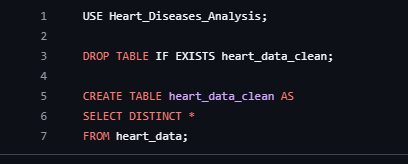 1 USE Heart_Diseases_Analysis;
2
3 DROP TABLE IF EXISTS heart_data_clean;
4
5 CREATE TABLE heart_data_clean AS
6 SELECT DISTINCT *
7 FROM heart_data;